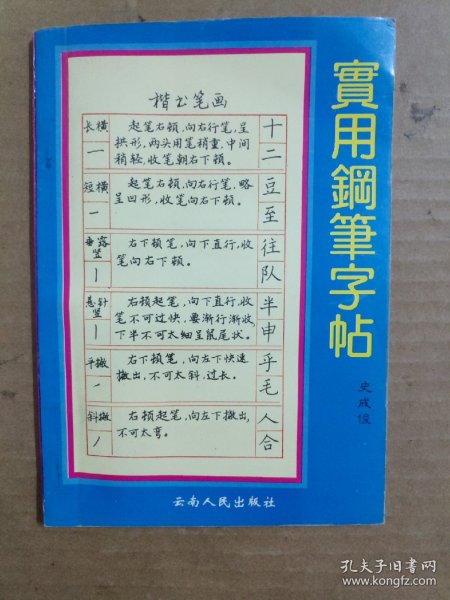 實用鋼筆字帖
史成俊
楷书笔画
长横
起笔右顿,向右行笔,呈
拱形,两头用笔稍重,中间
稍轻,收笔朝右下顿。
十二
短横
起笔右顿,向右行笔,略
呈凹形,收笔向右下顿。
豆至
垂露竖
右下顿笔,向下直行,收
笔向右下顿。
往队
悬针竖
右顿起笔,向下直行,收
笔不可过快,要渐行渐收,
下半不可太细呈鼠尾状。
半申
平撇
右下顿笔,向左下快速
撇出,不可太斜,过长。
乎毛
斜撇
右顿起笔,向左下撇出,
不可太弯。
人合
云南人民出版社
孔夫子旧书网
www.kongfz.com